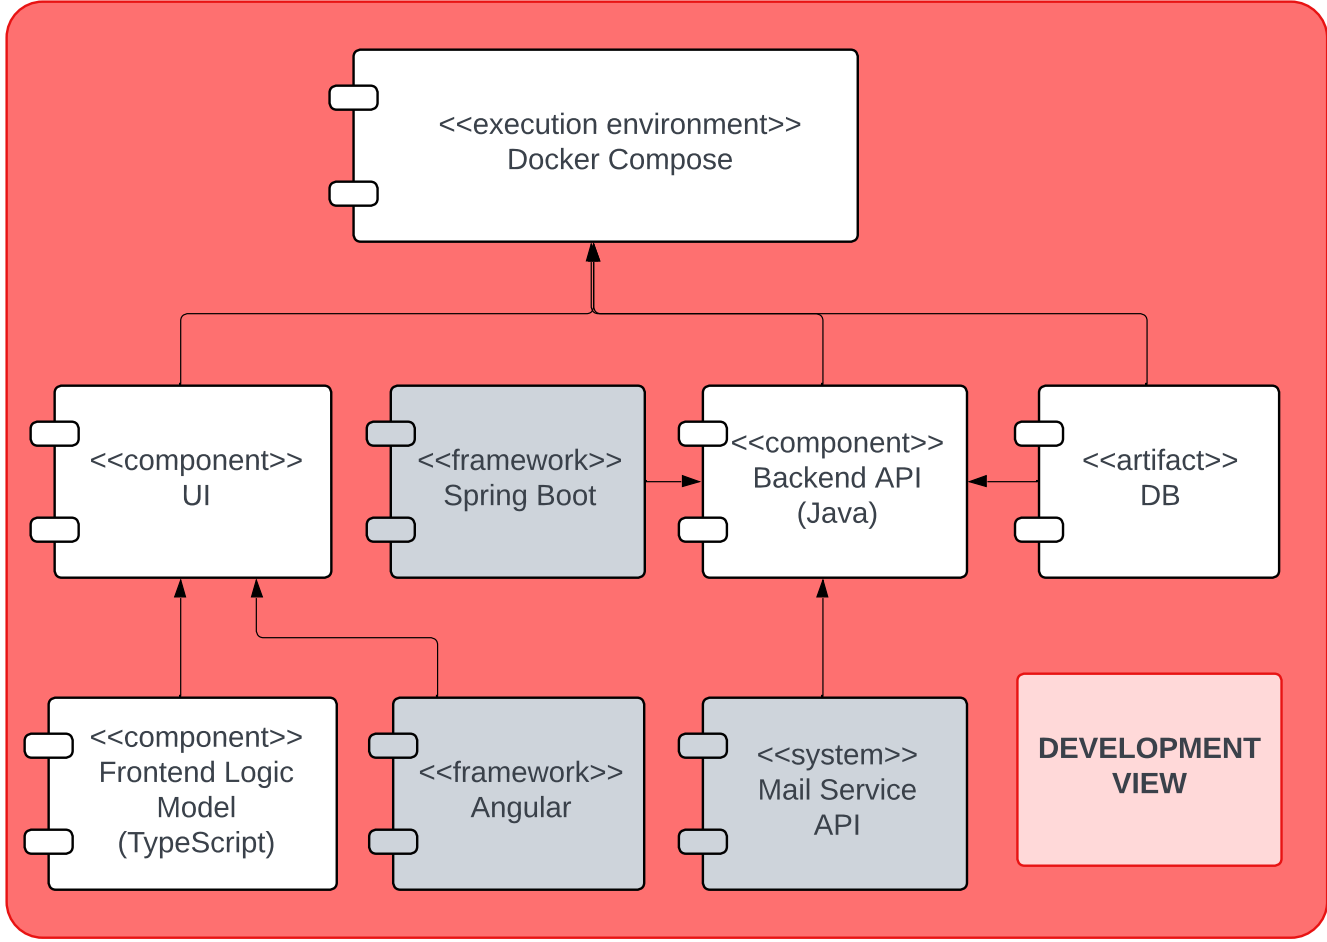 <<execution environment>>
Docker Compose
<<component>>
UI
<<framework>>
Spring Boot
<<component>>
Backend API
(Java)
<<artifact>>
DB
<<component>>
Frontend Logic
Model
(TypeScript)
<<framework>>
Angular
<<system>>
Mail Service
API
DEVELOPMENT
VIEW